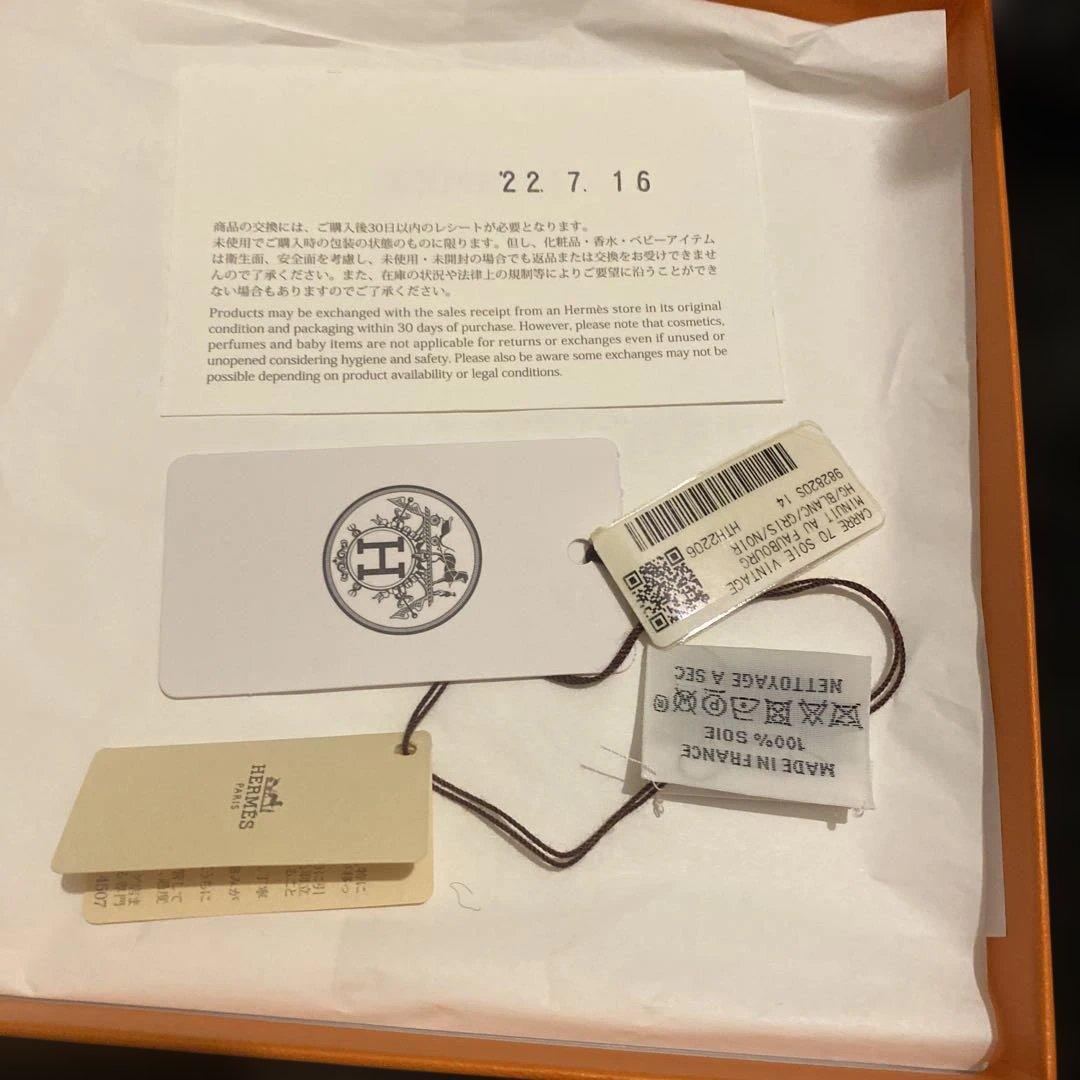 '22. 7. 16
商品の交換には、ご購入後30日以内のレシートが必要となります。
未使用でご購入時の包装の状態のものに限ります。但し、化粧品・香水・ベビーアイテム
は衛生面、安全面を考慮し、未使用・未開封の場合でも返品または交換をお受けできませ
んので了承ください。また、在庫の状況や法律上の規制等によりご要望に沿うことができ
ない場合もありますのでご了承ください。
Products may be exchanged with the sales receipt from an Hermès store in its original
condition and packaging within 30 days of purchase. However, please note that cosmetics,
perfumes and baby items are not applicable for returns or exchanges even if unused or
unopened considering hygiene and safety. Please also be aware some exchanges may not be
possible depending on product availability or legal conditions.
H
CARRE 70 SOIE VINTAGE
MINUIT AU FAUBOURG
HG/BLANC/GRIS/NOIR
982820S 14
HTH2206
MADE IN FRANCE
100% SOIE
P
W
NETTOYAGE A SEC
HERMÈS
PARIS
4507